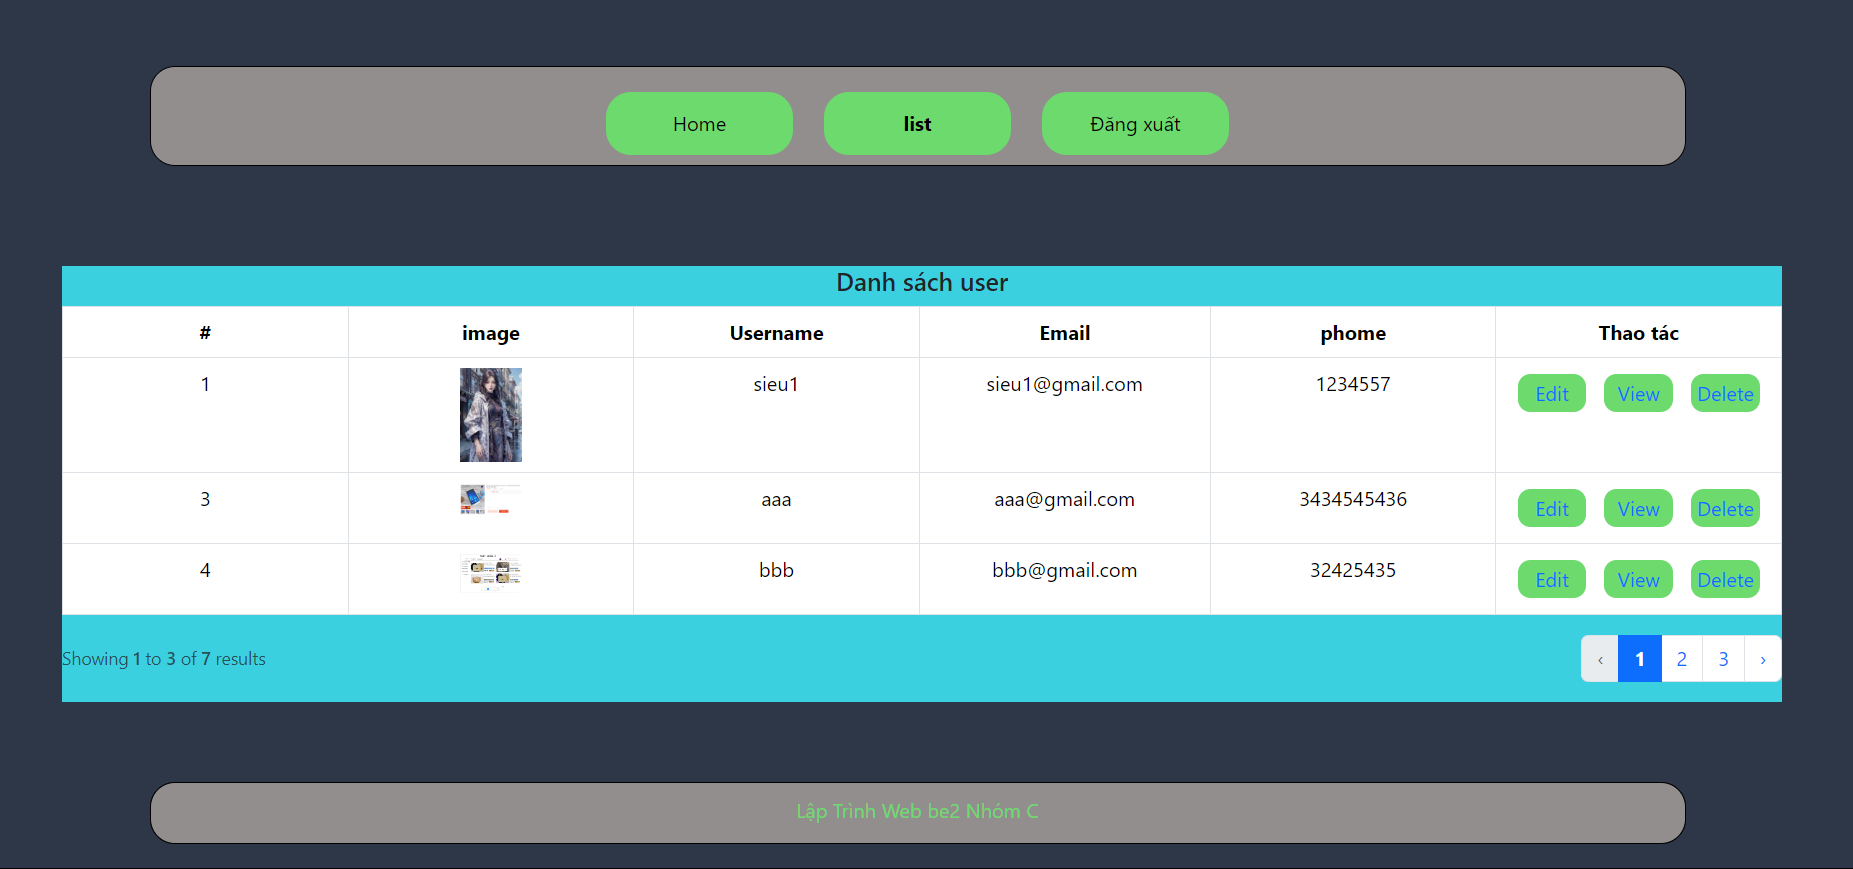 Home list Đăng xuất
Danh sách user
# image Username Email phome Thao tác
1 sieu1 sieu1@gmail.com 1234557 Edit View Delete
3 aaa aaa@gmail.com 3434545436 Edit View Delete
4 bbb bbb@gmail.com 32425435 Edit View Delete
Showing 1 to 3 of 7 results ‹ 1 2 3 ›
Lập Trình Web be2 Nhóm C